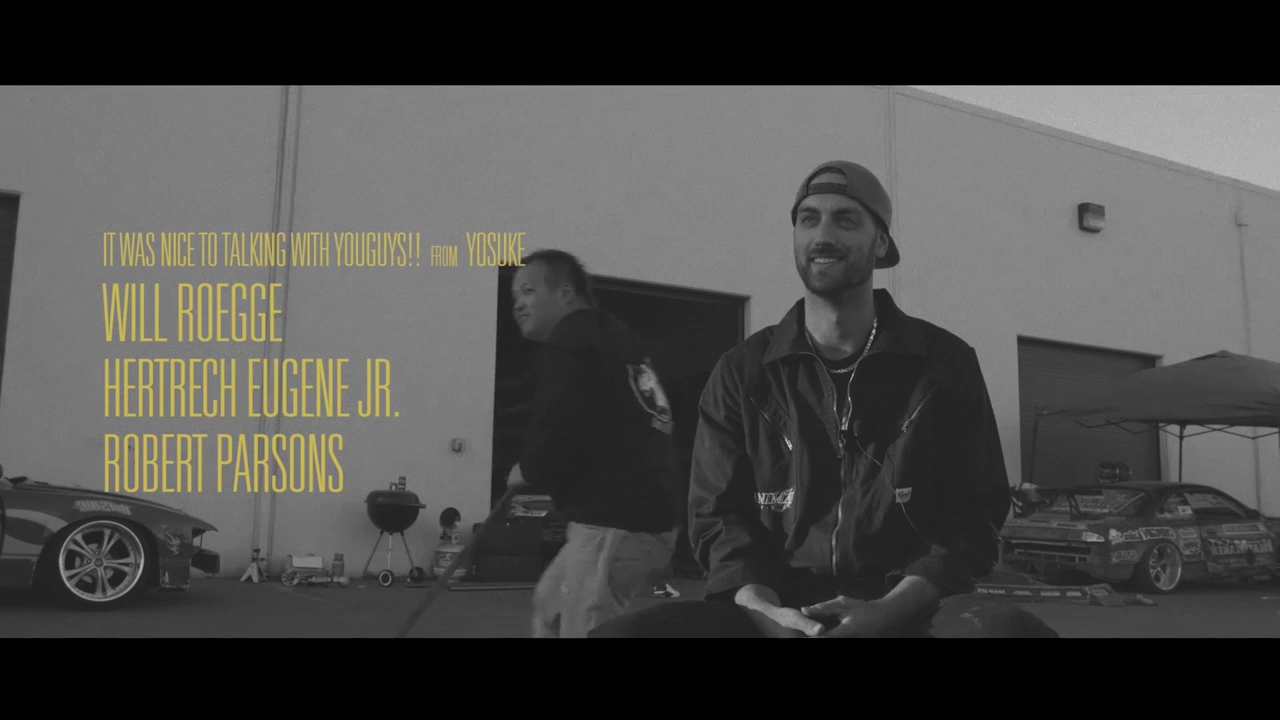 IT WAS NICE TO TALKING WITH YOUGUYS!! FROM YOSUKE
WILL ROEGGE
HERTRECH EUGENE JR.
ROBERT PARSONS